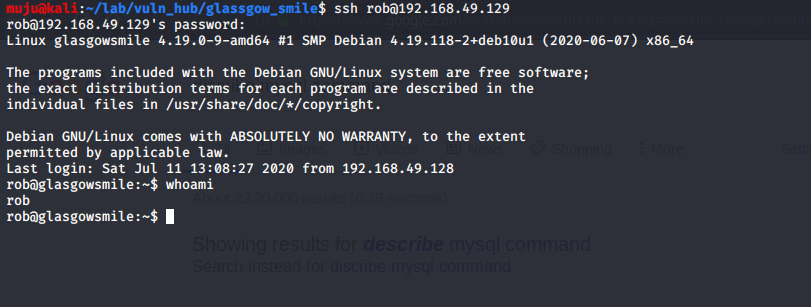 muju@kali:~/lab/vuln_hub/glassgow_smile$ ssh rob@192.168.49.129
rob@192.168.49.129's password:
Linux glasgowsmile 4.19.0-9-amd64 #1 SMP Debian 4.19.118-2+deb10u1 (2020-06-07) x86_64
The programs included with the Debian GNU/Linux system are free software;
the exact distribution terms for each program are described in the
individual files in /usr/share/doc/*/copyright.
Debian GNU/Linux comes with ABSOLUTELY NO WARRANTY, to the extent
permitted by applicable law.
Images Videos News Shopping More
Last login: Sat Jul 11 13:08:27 2020 from 192.168.49.128
rob@glasgowsmile:~$ whoami
About results
rob
rob@glasgowsmile:~$
Showing results for describe mysql command
Search instead for discribe mysql command